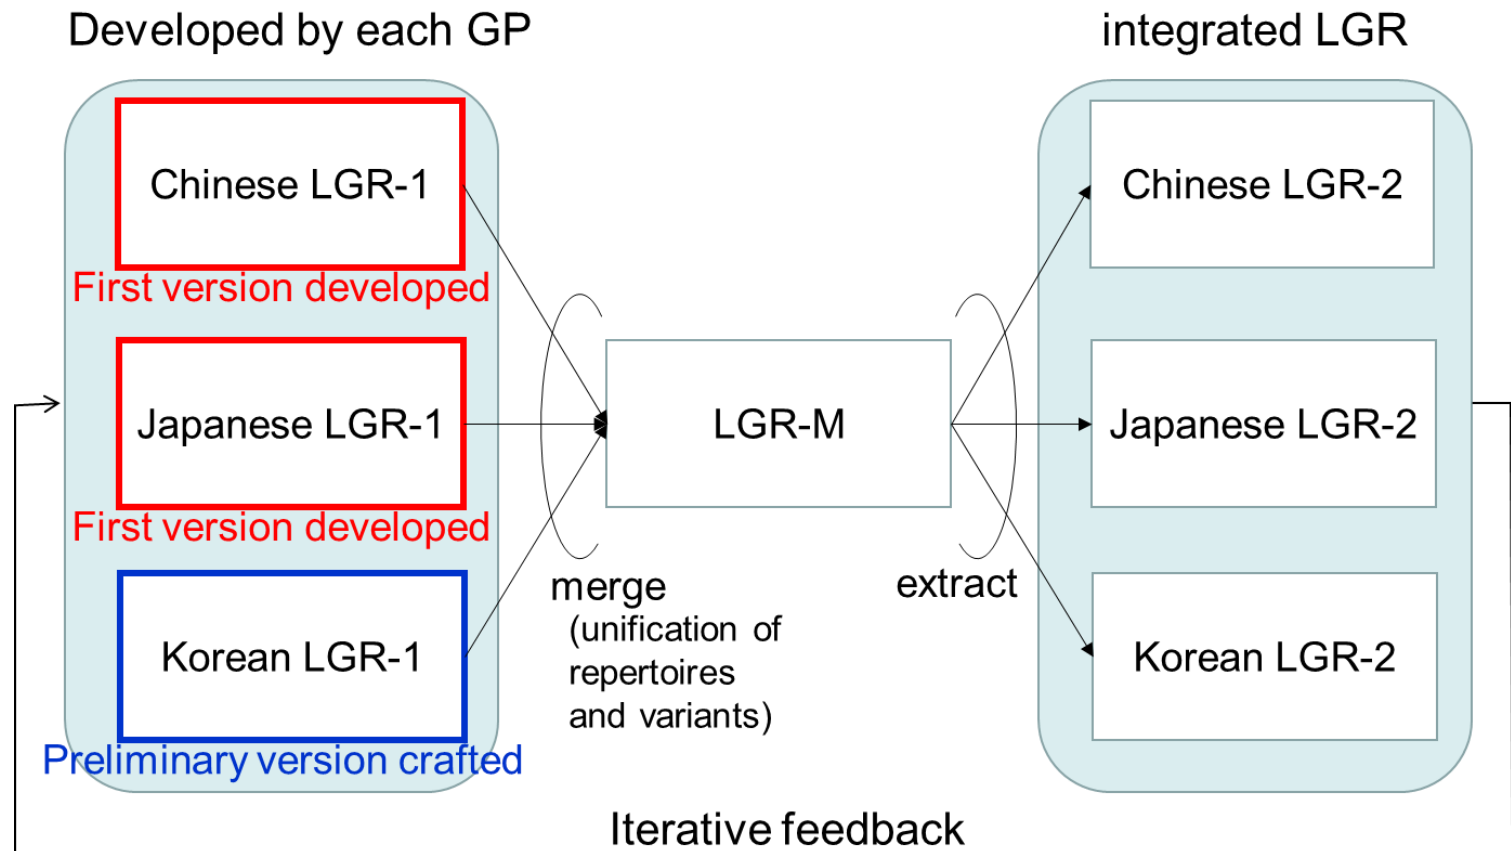 Developed by each GP
integrated LGR
Chinese LGR-1
First version developed
Japanese LGR-1
First version developed
Korean LGR-1
Preliminary version crafted
merge
(unification of
repertoires
and variants)
LGR-M
extract
Chinese LGR-2
Japanese LGR-2
Korean LGR-2
Iterative feedback